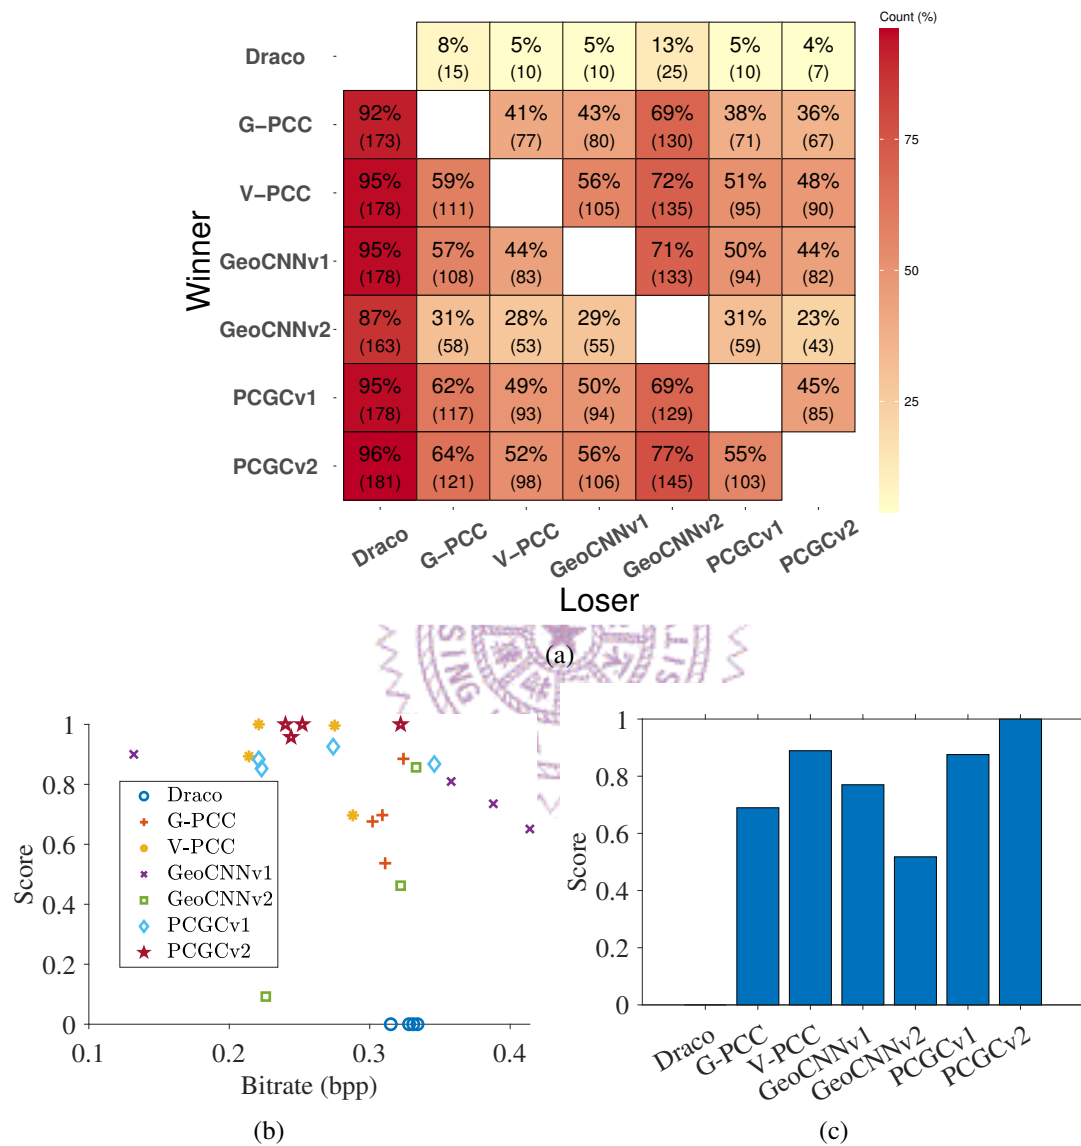 Count (%)
Draco
8% 5% 5% 13% 5% 4%
(15) (10) (10) (25) (10) (7)
G-PCC
92% 41% 43% 69% 38% 36%
(173) (77) (80) (130) (71) (67)
V-PCC
95% 59% 56% 72% 51% 48%
(178) (111) (105) (135) (95) (90)
GeoCNNv1
95% 57% 44% 71% 50% 44%
(178) (108) (83) (133) (94) (82)
GeoCNNv2
87% 31% 28% 29% 31% 23%
(163) (58) (53) (55) (59) (43)
PCGCv1
95% 62% 49% 50% 69% 45%
(178) (117) (93) (94) (129) (85)
PCGCv2
96% 64% 52% 56% 77% 55%
(181) (121) (98) (106) (145) (103)
Winner
75
50
25
Draco G-PCC V-PCC GeoCNNv1 GeoCNNv2 PCGCv1 PCGCv2
Loser
SING
LIS
(a)
1
0.8
0.6
0.4
0.2
0
Score
Draco
G-PCC
V-PCC
GeoCNNv1
GeoCNNv2
PCGCv1
PCGCv2
0.1 0.2 0.3 0.4
Bitrate (bpp)
(b)
1
0.8
0.6
0.4
0.2
0
Score
Draco G-PCC V-PCC GeoCNNv1 GeoCNNv2 PCGCv1 PCGCv2
(c)